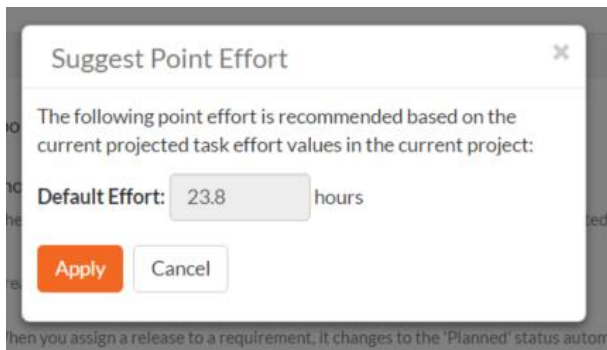 Suggest Point Effort ×
The following point effort is recommended based on the
current projected task effort values in the current project:
Default Effort: 23.8 hours
Apply Cancel
When you assign a release to a requirement, it changes to the 'Planned' status autom